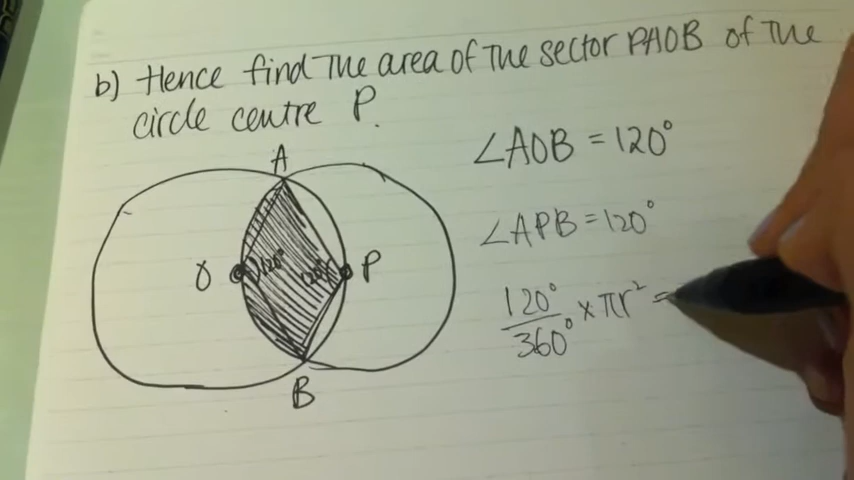 b) Hence find The area of The sector PAOB of The
circle centre P.
A
∠AOB = 120°
∠APB = 120°
O
120°
120°
P
120°/360° × πr² =
B